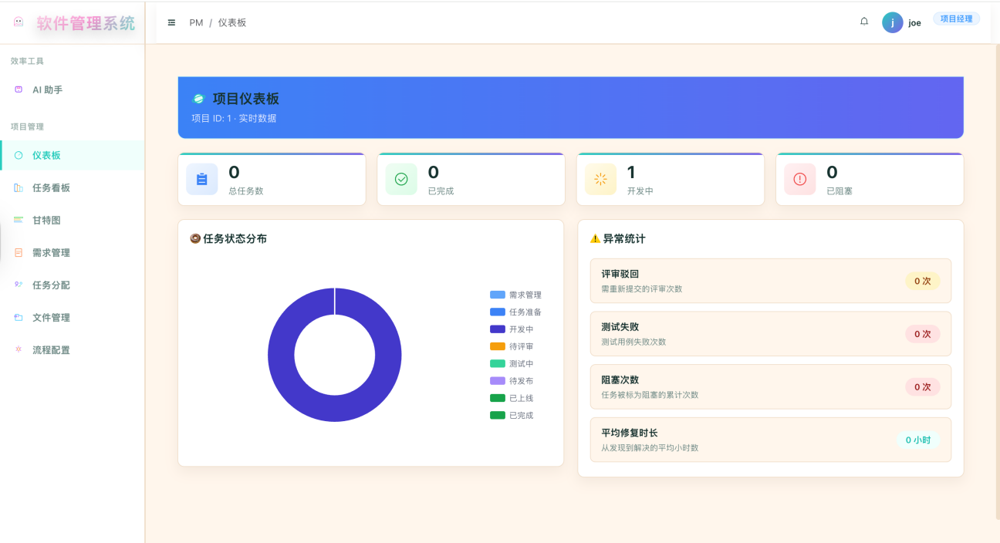 软件管理系统
PM / 仪表板
j
joe
项目经理
效率工具
AI 助手
项目管理
仪表板
任务看板
甘特图
需求管理
任务分配
文件管理
流程配置
项目仪表板
项目 ID: 1 · 实时数据
0
总任务数
0
已完成
1
开发中
0
已阻塞
任务状态分布
需求管理
任务准备
开发中
待评审
测试中
待发布
已上线
已完成
异常统计
评审驳回
需重新提交的评审次数
0 次
测试失败
测试用例失败次数
0 次
阻塞次数
任务被标为阻塞的累计次数
0 次
平均修复时长
从发现到解决的平均小时数
0 小时